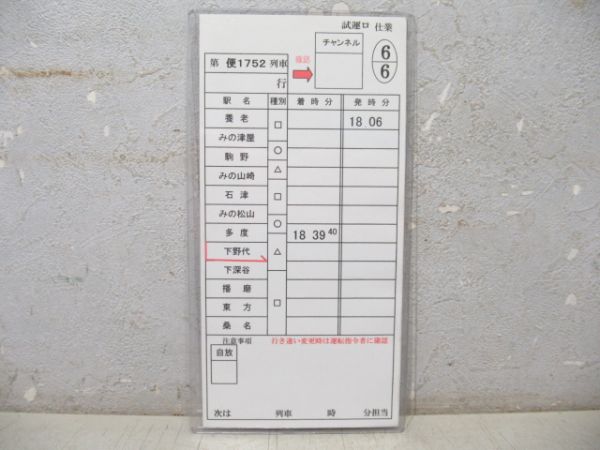 試運ロ 仕業
チャンネル
6
6
第 便1752 列車
確認
行
駅 名 種別 着 時 分 発 時 分
養 老 □ 18 06
みの津屋
駒 野 ○
みの山崎 △
石 津 □
みの松山
多 度 ○ 18 39 40
下野代 △
下深谷
播 磨 □
東 方
桑 名
注意事項 行き違い変更時は運転指令者に確認
自放
次は 列車 時 分担当